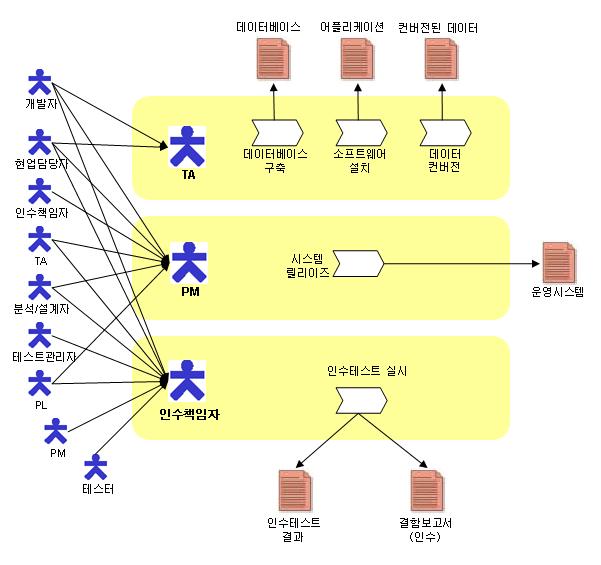 데이터베이스
어플리케이션
컨버전된 데이터
개발자
현업담당자
인수책임자
TA
분석/설계자
테스트관리자
PL
PM
테스터
TA
데이터베이스
구축
소프트웨어
설치
데이터
컨버전
PM
시스템
릴리이즈
운영시스템
인수책임자
인수테스트 실시
인수테스트
결과
결함보고서
(인수)